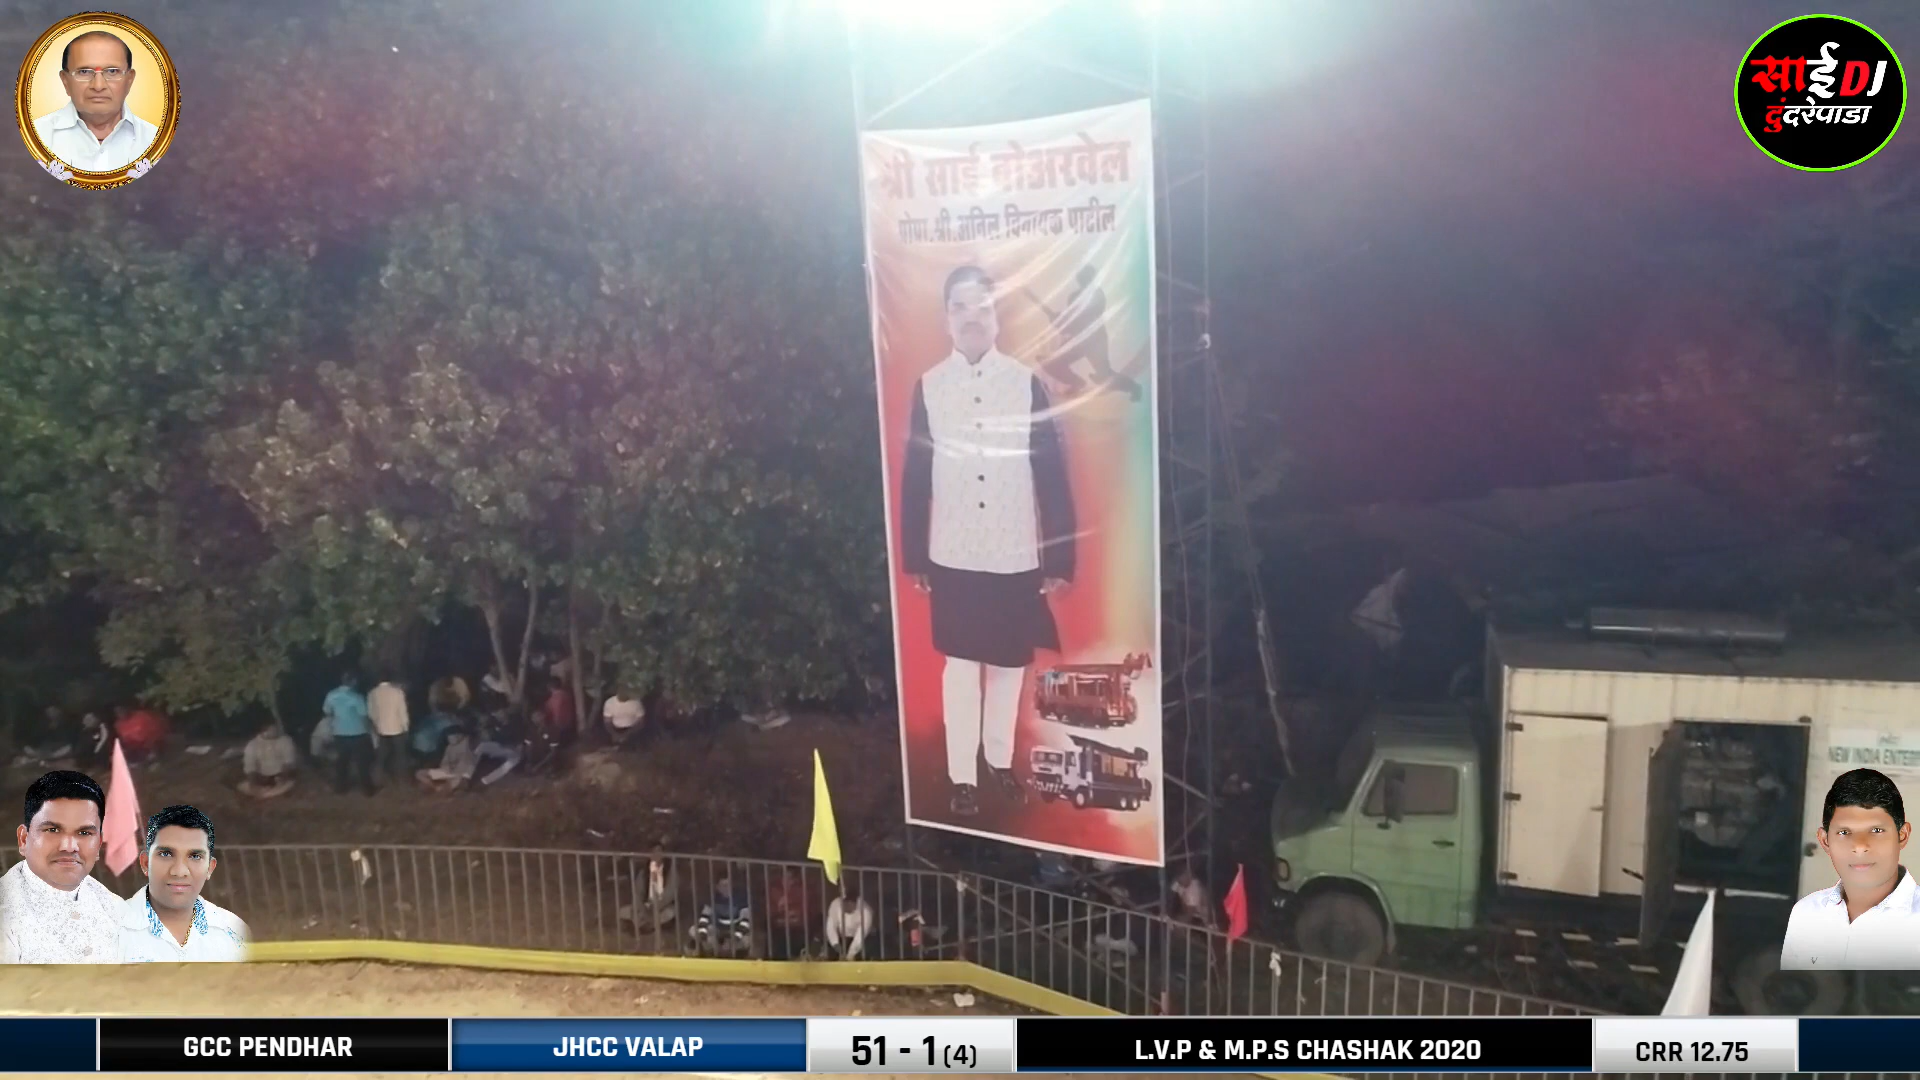 साई DJ
दुंदरेपाडा
श्री साई बोअरवेल
प्रोप्रा.श्री.अनिल विनायक पाटील
NEW INDIA
GCC PENDHAR
JHCC VALAP
51 - 1 (4)
L.V.P & M.P.S CHASHAK 2020
CRR 12.75